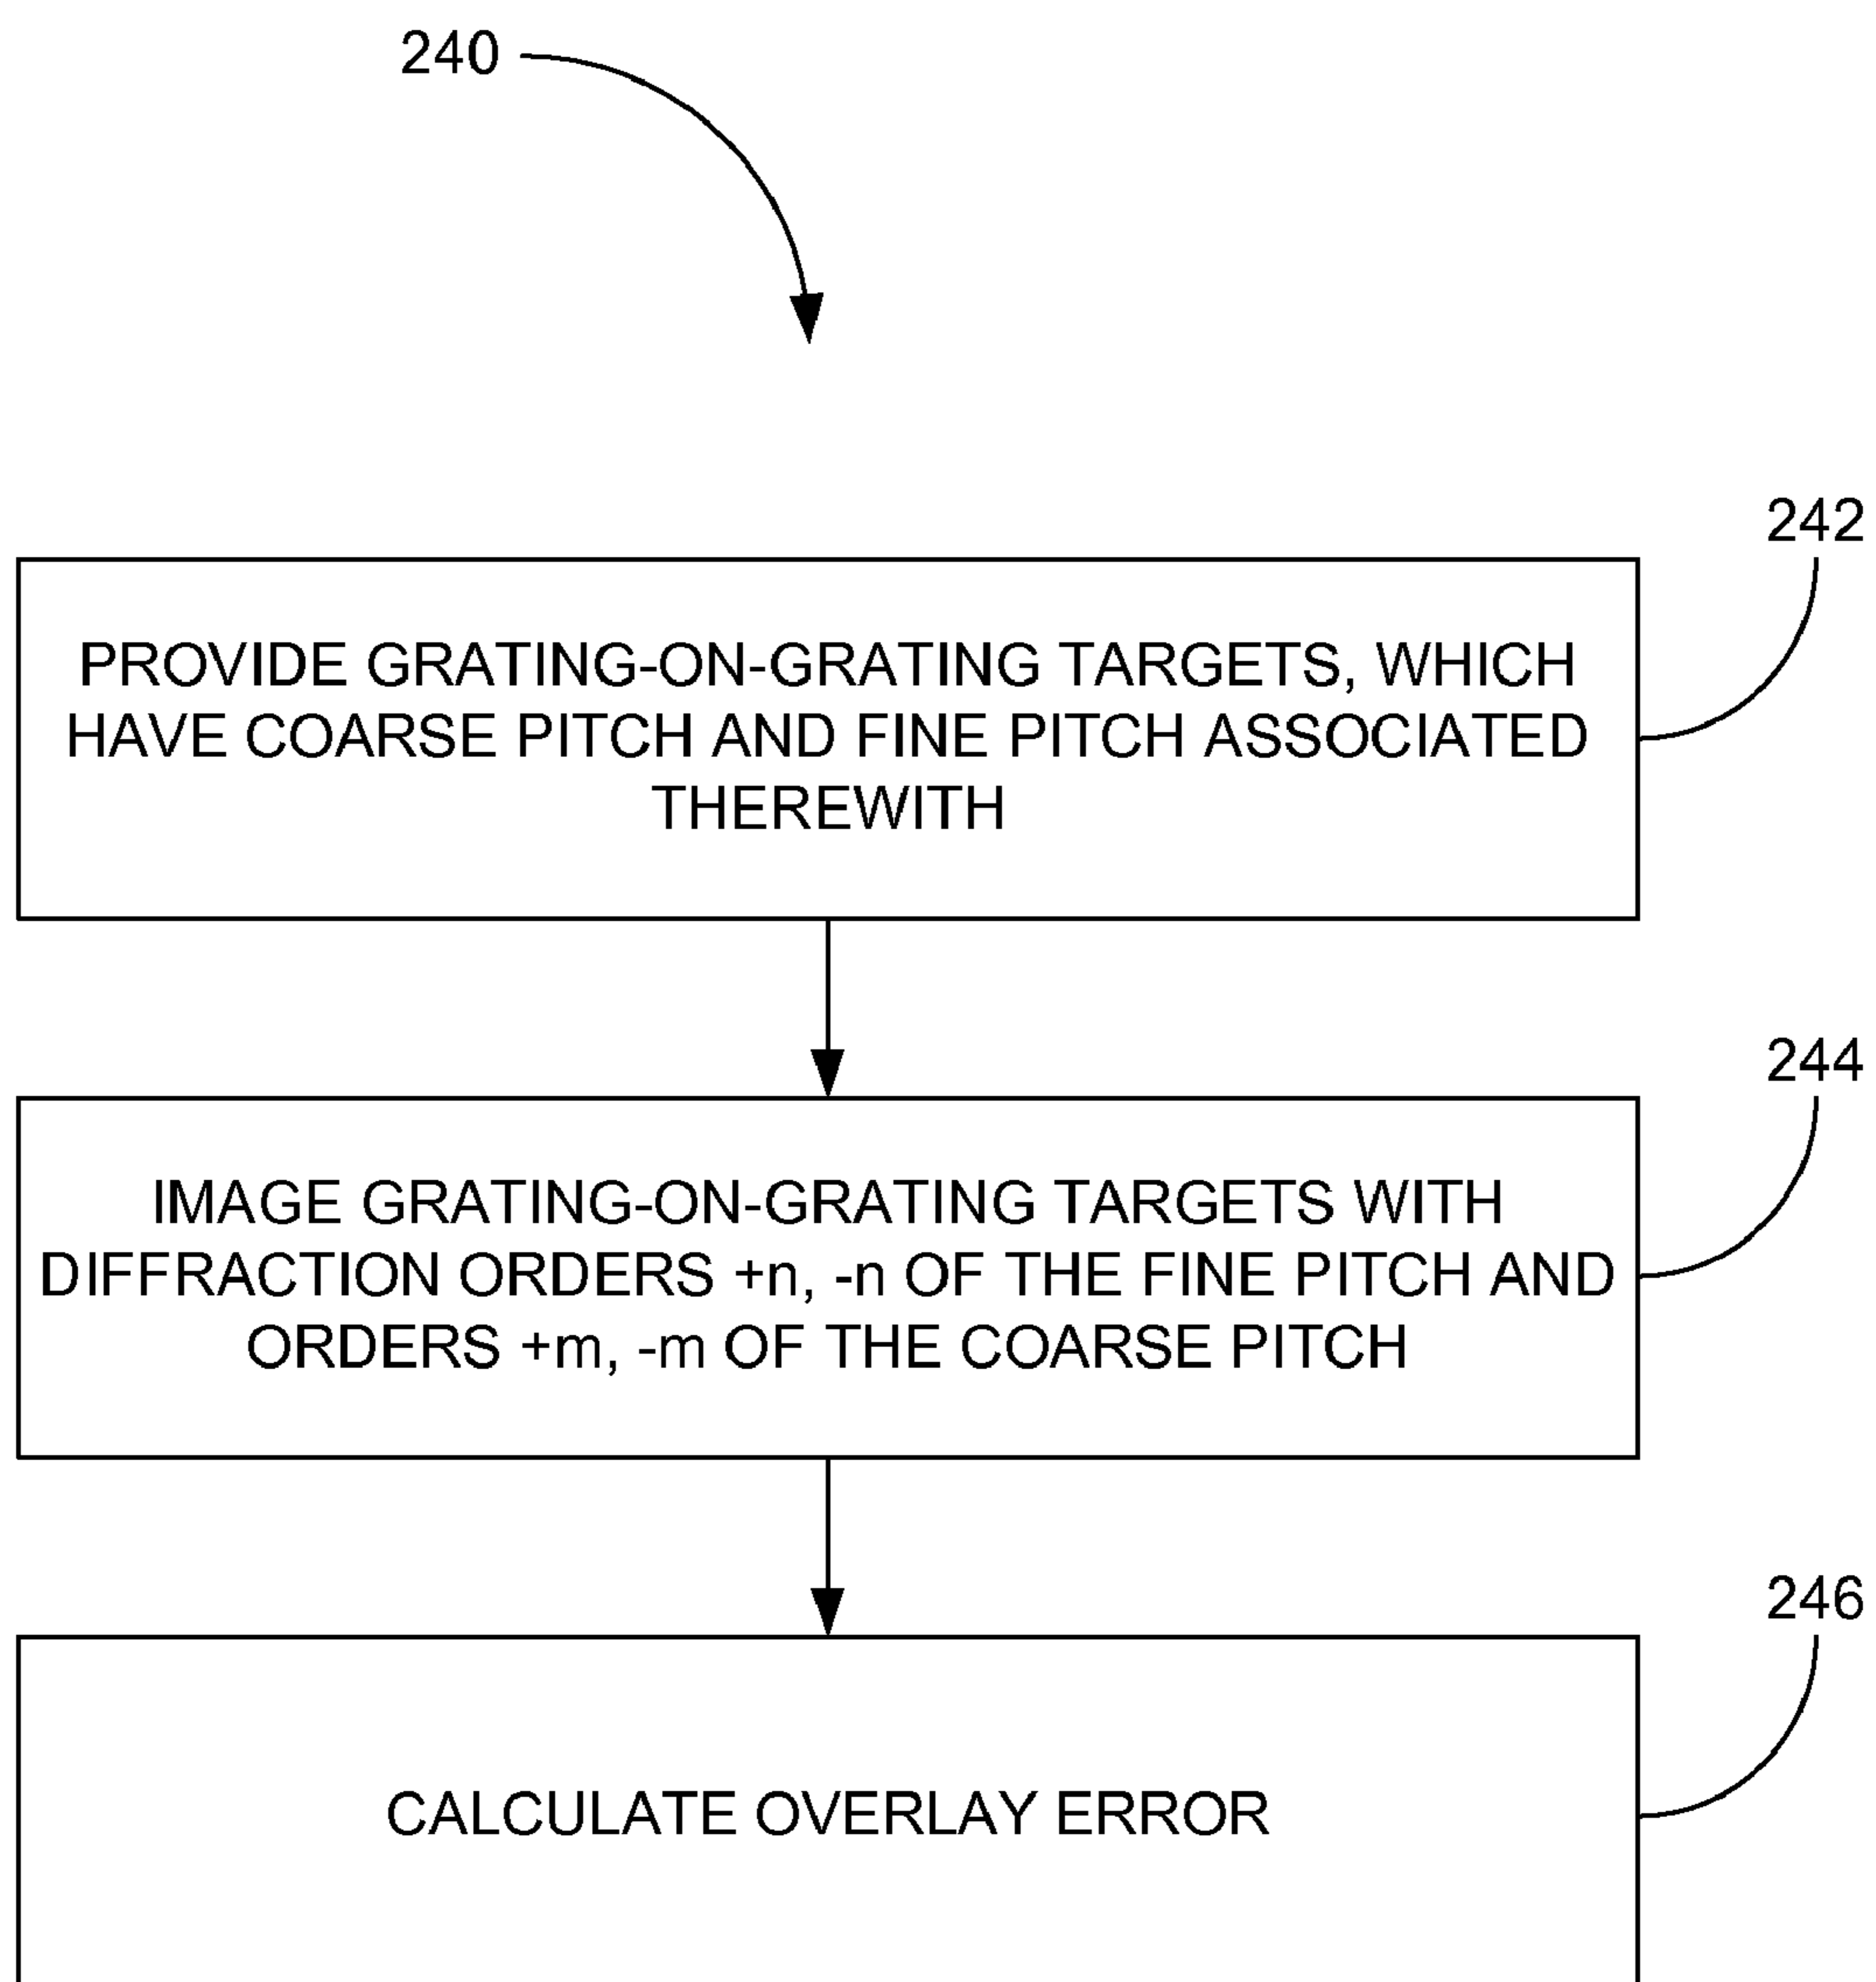 240
242
PROVIDE GRATING-ON-GRATING TARGETS, WHICH
HAVE COARSE PITCH AND FINE PITCH ASSOCIATED
THEREWITH
244
IMAGE GRATING-ON-GRATING TARGETS WITH
DIFFRACTION ORDERS +n, -n OF THE FINE PITCH AND
ORDERS +m, -m OF THE COARSE PITCH
246
CALCULATE OVERLAY ERROR